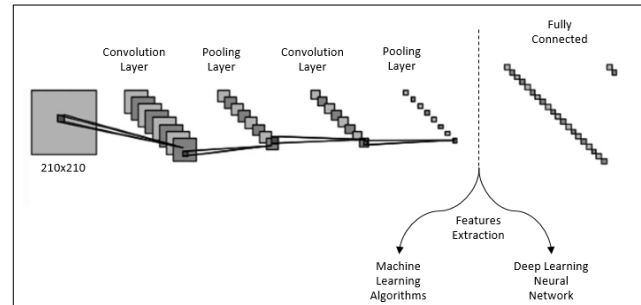 Fully
Connected
Convolution
Layer
Pooling
Layer
Convolution
Layer
Pooling
Layer
210x210
Features
Extraction
Machine
Learning
Algorithms
Deep Learning
Neural
Network